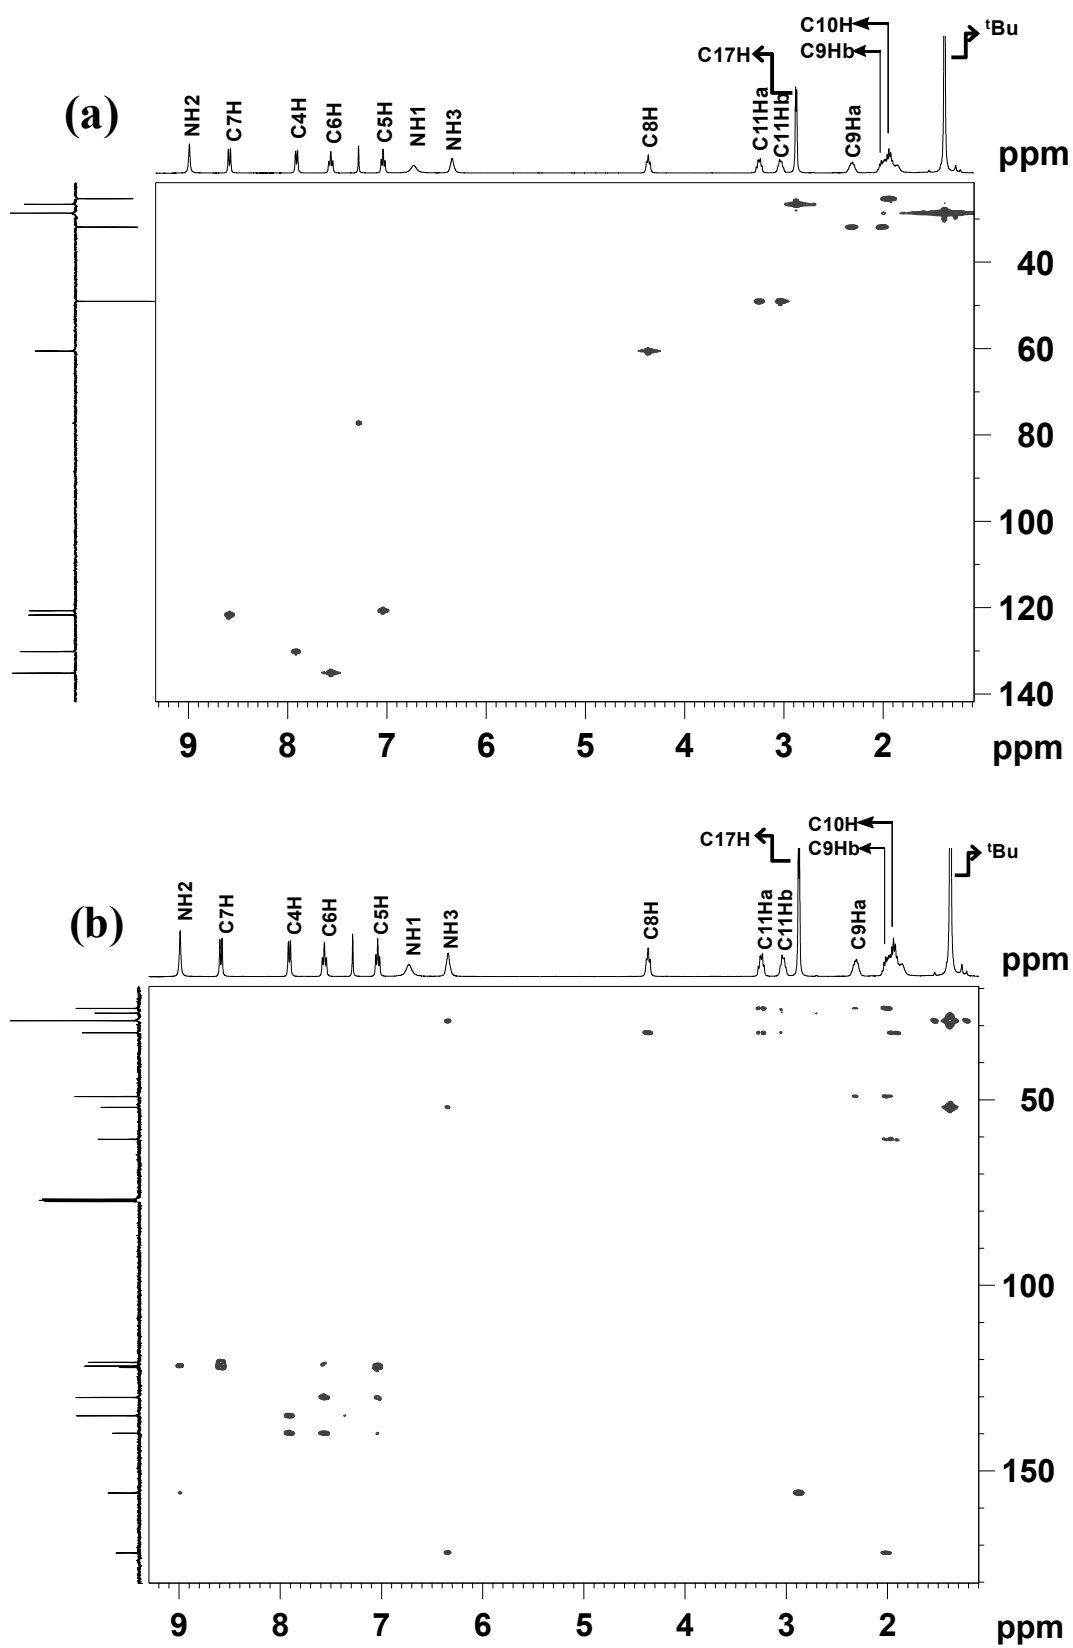 C10H
C9Hb
tBu
C17H
(a)
NH2
C7H
C4H
C6H
C5H
NH1
NH3
C8H
C11Ha
C11Hb
C9Ha
ppm
40
60
80
100
120
140
9 8 7 6 5 4 3 2 ppm
C10H
C9Hb
tBu
C17H
(b)
NH2
C7H
C4H
C6H
C5H
NH1
NH3
C8H
C11Ha
C11Hb
C9Ha
ppm
50
100
150
9 8 7 6 5 4 3 2 ppm